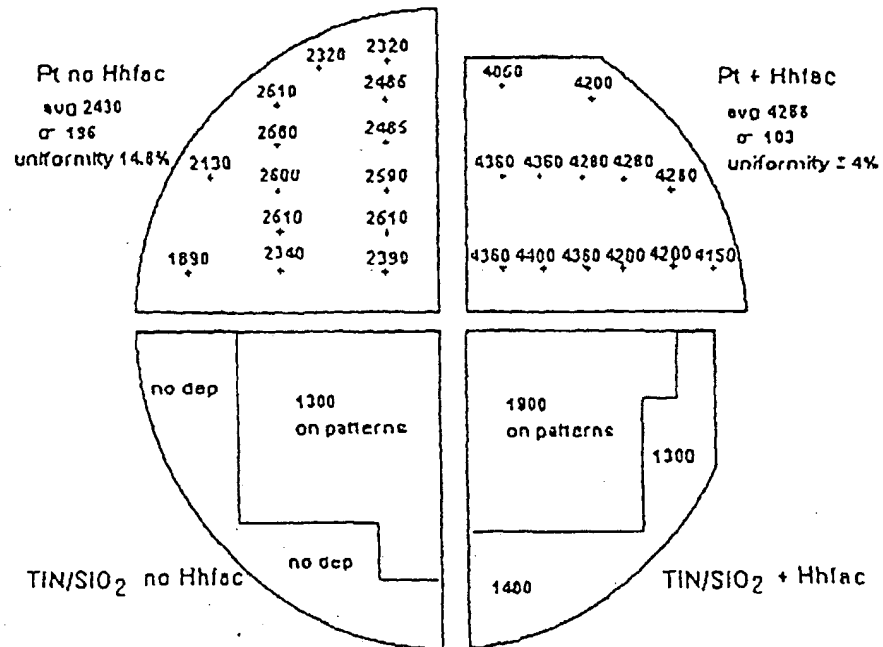 Pt no Hhfac
avg 2430
σ 196
uniformity 14.8%
2320
2320
2610
2485
2660
2485
2130
2600
2590
2610
2610
1890
2340
2390
Pt + Hhfac
avg 4288
σ 103
uniformity ± 4%
4060
4200
4360 4360 4280 4280
4280
4360 4400 4360 4200 4200 4150
no dep
1300
on patterns
no dep
TiN/SiO₂ no Hhfac
1900
on patterns
1300
1400
TiN/SiO₂ + Hhfac